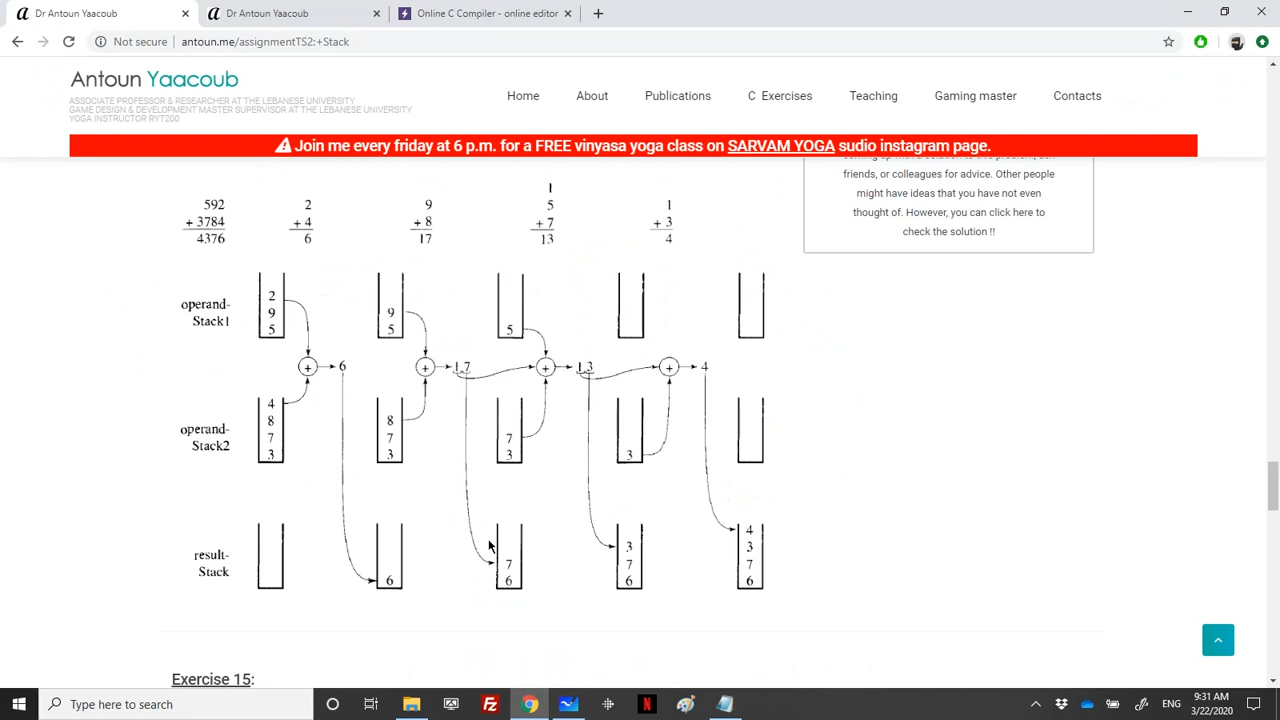 Dr Antoun Yaacoub
Dr Antoun Yaacoub
Online C Compiler - online editor
Not secure
antoun.me/assignmentTS2:+Stack
Antoun Yaacoub
ASSOCIATE PROFESSOR & RESEARCHER AT THE LEBANESE UNIVERSITY
GAME DESIGN & DEVELOPMENT MASTER SUPERVISOR AT THE LEBANESE UNIVERSITY
YOGA INSTRUCTOR RYT200
Home
About
Publications
C Exercises
Teaching
Gaming master
Contacts
Join me every friday at 6 p.m. for a FREE vinyasa yoga class on SARVAM YOGA sudio instagram page.
friends, or colleagues for advice. Other people
might have ideas that you have not even
thought of. However, you can click here to
check the solution !!
1
592 2 9 5 1
+ 3784 + 4 + 8 + 7 + 3
4376 6 17 13 4
operand-
Stack1
2
9 9
5 5 5
+ 6 + 1 7 + 1 3 + 4
operand-
Stack2
4
8 8
7 7 7
3 3 3 3
result-
Stack
4
3 3
7 7 7
6 6 6 6
Exercise 15:
Type here to search
ENG
9:31 AM
3/22/2020